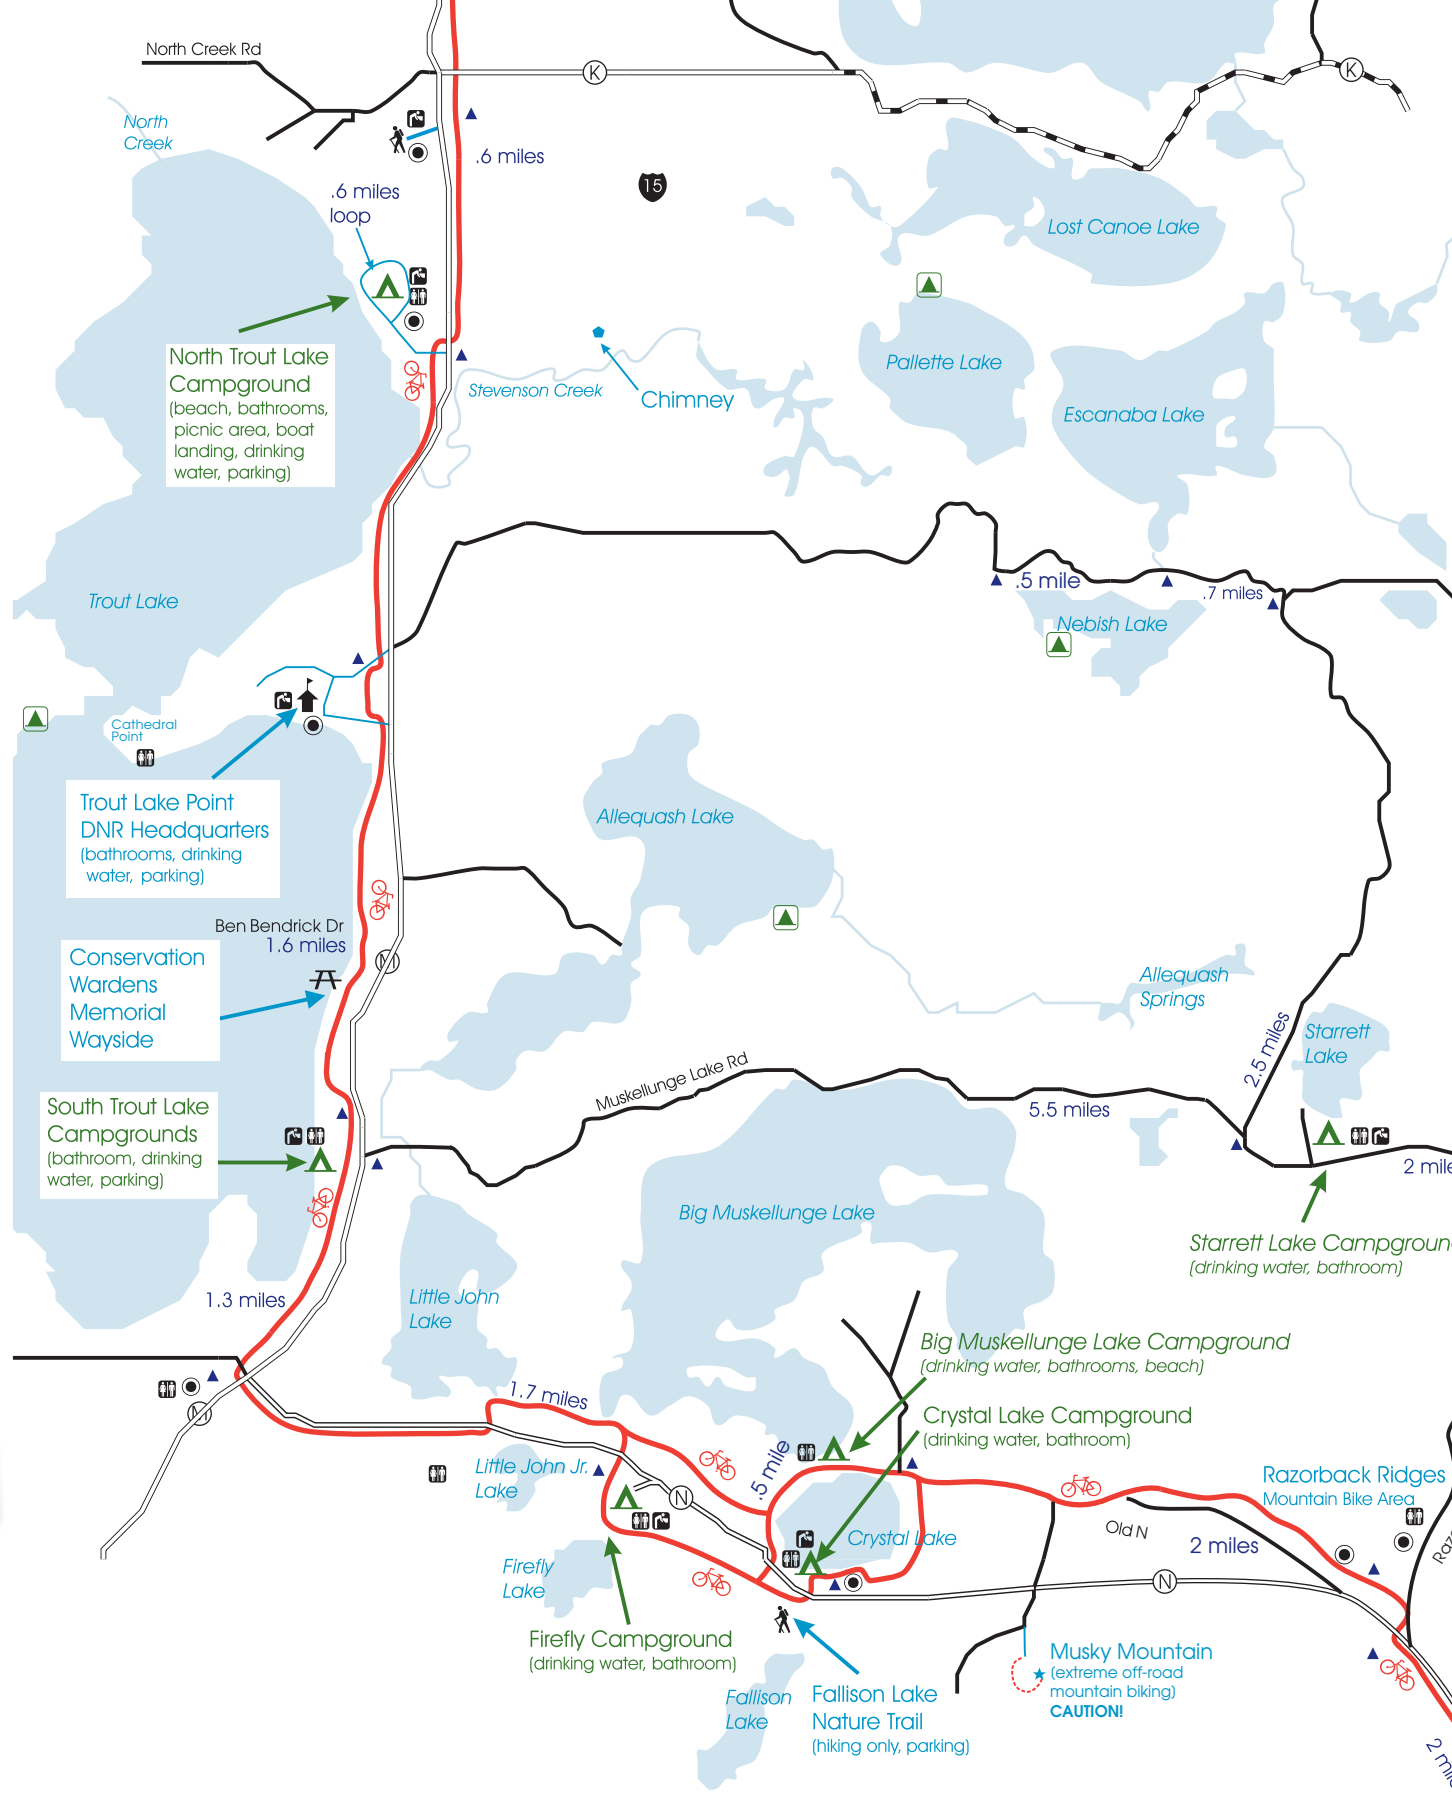 North Creek Rd
K
K
North
Creek
.6 miles
15
.6 miles
loop
Lost Canoe Lake
North Trout Lake
Campground
(beach, bathrooms,
picnic area, boat
landing, drinking
water, parking)
Stevenson Creek
Chimney
Pallette Lake
Escanaba Lake
.5 mile
.7 miles
Nebish Lake
Trout Lake
Cathedral
Point
Trout Lake Point
DNR Headquarters
(bathrooms, drinking
water, parking)
Allequash Lake
Ben Bendrick Dr
1.6 miles
M
Conservation
Wardens
Memorial
Wayside
Allequash
Springs
2.5 miles
Starrett
Lake
Muskellunge Lake Rd
5.5 miles
South Trout Lake
Campgrounds
(bathroom, drinking
water, parking)
2 mile
Big Muskellunge Lake
Starrett Lake Campgroun
(drinking water, bathroom)
1.3 miles
Little John
Lake
Big Muskellunge Lake Campground
(drinking water, bathrooms, beach)
M
1.7 miles
Crystal Lake Campground
(drinking water, bathroom)
.5 mile
Little John Jr.
Lake
N
Razorback Ridges
Mountain Bike Area
Crystal Lake
Old N
2 miles
Raz
Firefly
Lake
N
Firefly Campground
(drinking water, bathroom)
Musky Mountain
(extreme off-road
mountain biking)
CAUTION!
Fallison
Lake
Fallison Lake
Nature Trail
(hiking only, parking)
2 mil